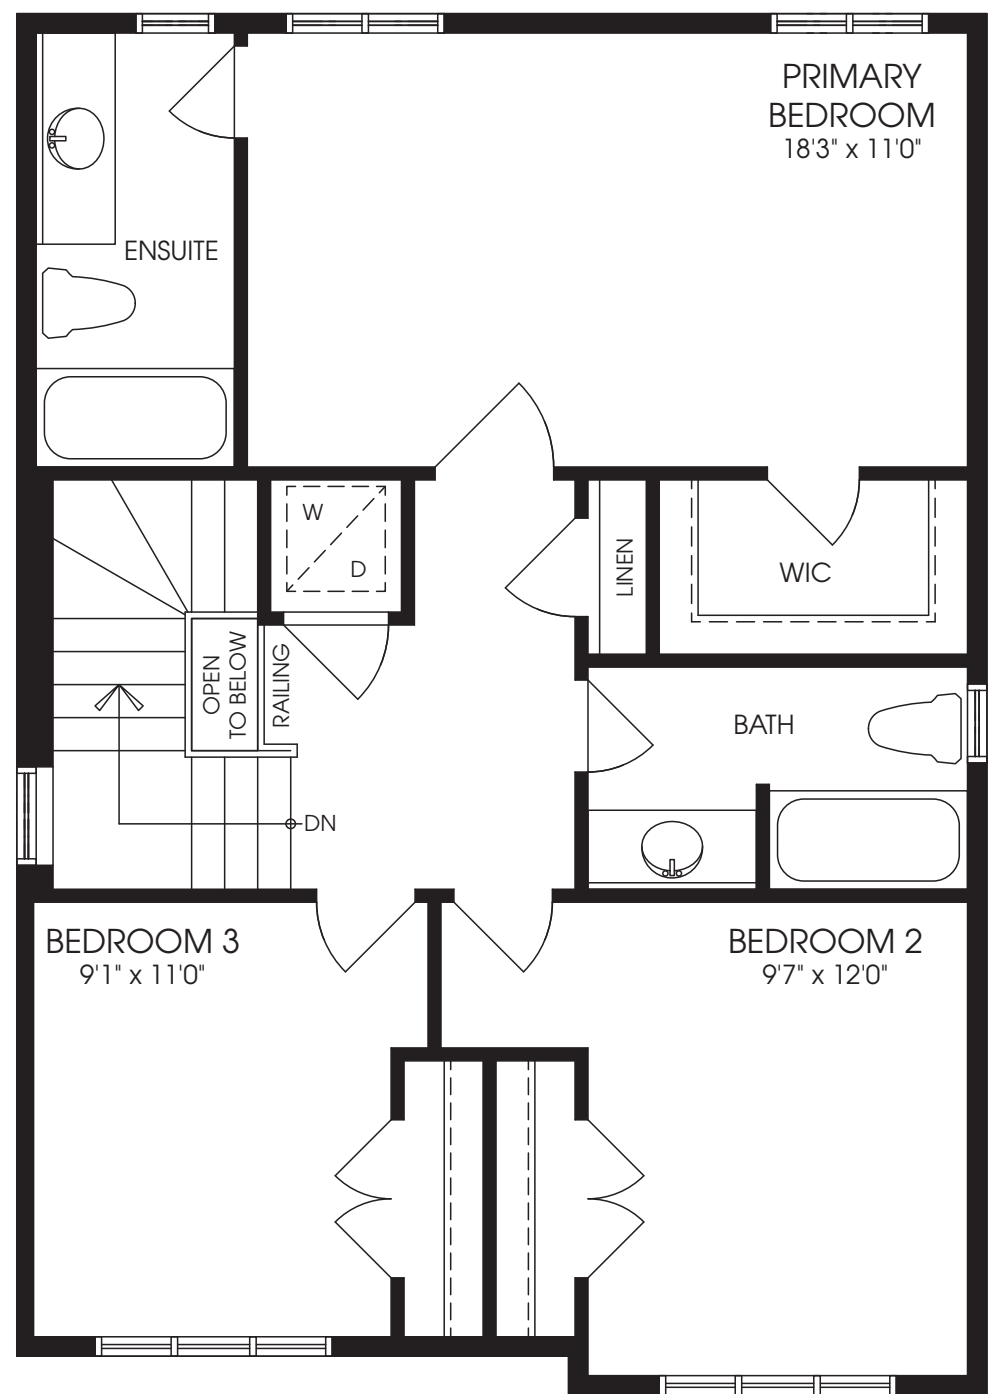 PRIMARY
BEDROOM
18'3" x 11'0"
ENSUITE
W
D
LINEN
WIC
OPEN
TO BELOW
RAILING
BATH
DN
BEDROOM 3
9'1" x 11'0"
BEDROOM 2
9'7" x 12'0"